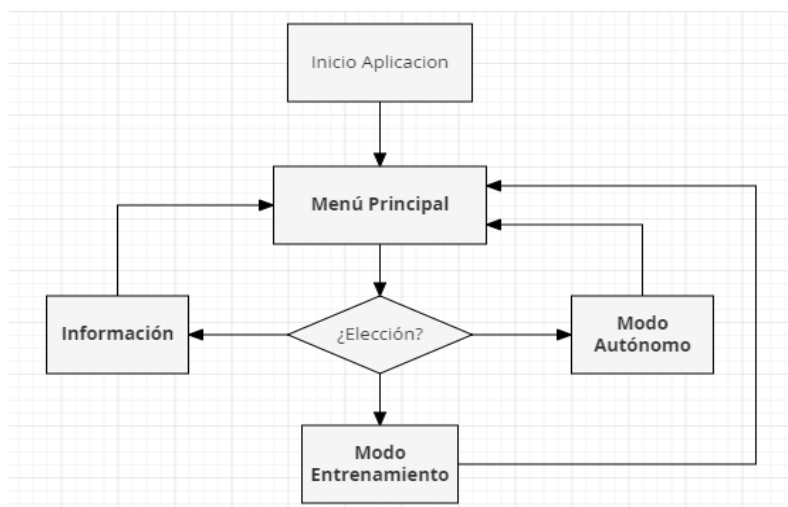 Inicio Aplicacion
Menú Principal
Información
¿Elección?
Modo
Autónomo
Modo
Entrenamiento